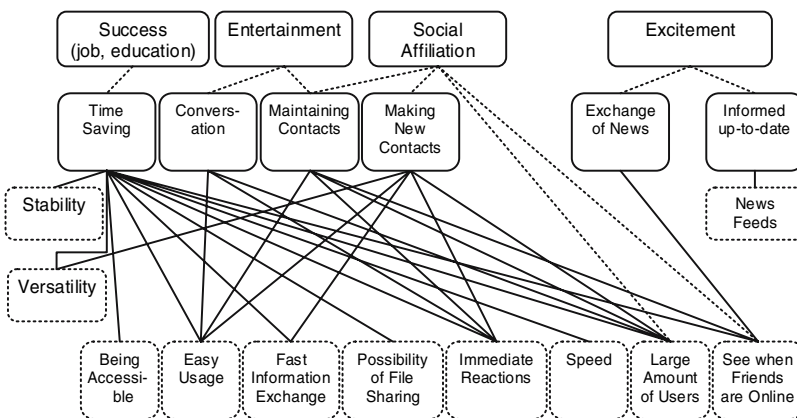 Success
(job, education)
Entertainment
Social
Affiliation
Excitement
Time
Saving
Convers-
ation
Maintaining
Contacts
Making
New
Contacts
Exchange
of News
Informed
up-to-date
Stability
News
Feeds
Versatility
Being
Accessi-
ble
Easy
Usage
Fast
Information
Exchange
Possibility
of File
Sharing
Immediate
Reactions
Speed
Large
Amount
of Users
See when
Friends
are Online